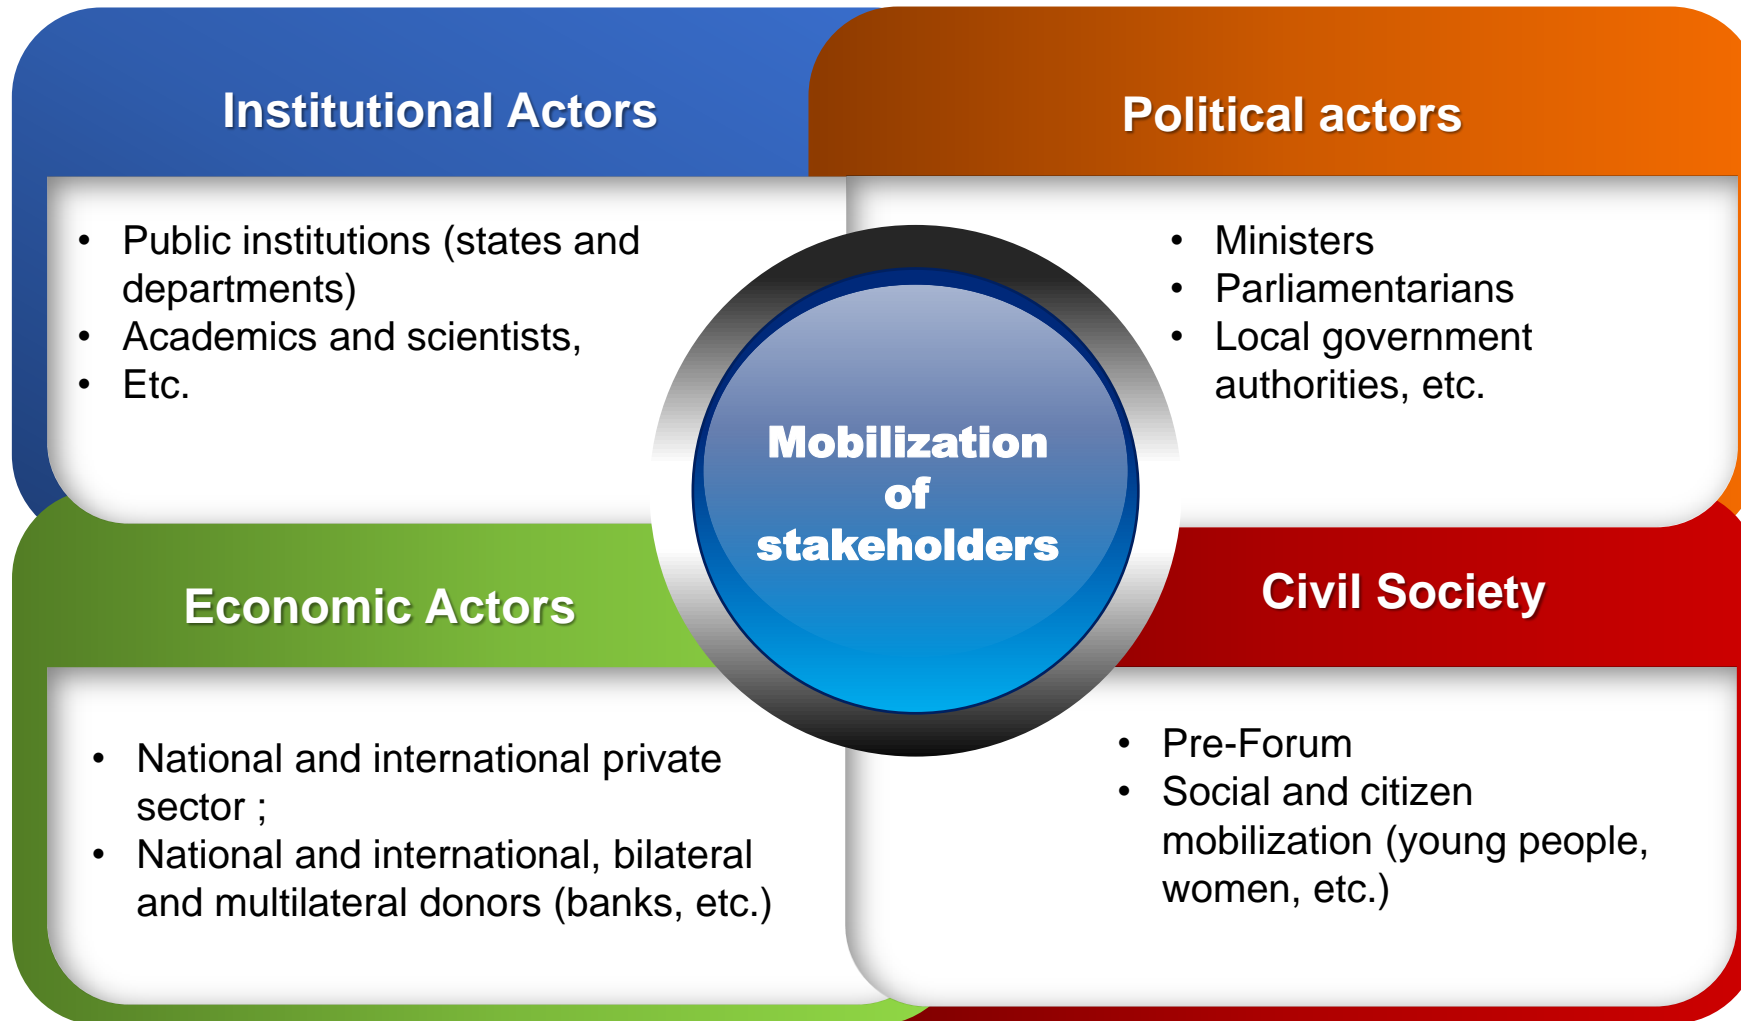 Institutional Actors
• Public institutions (states and
departments)
• Academics and scientists,
• Etc.
Political actors
• Ministers
• Parliamentarians
• Local government
authorities, etc.
Mobilization
of
stakeholders
Economic Actors
• National and international private
sector ;
• National and international, bilateral
and multilateral donors (banks, etc.)
Civil Society
• Pre-Forum
• Social and citizen
mobilization (young people,
women, etc.)